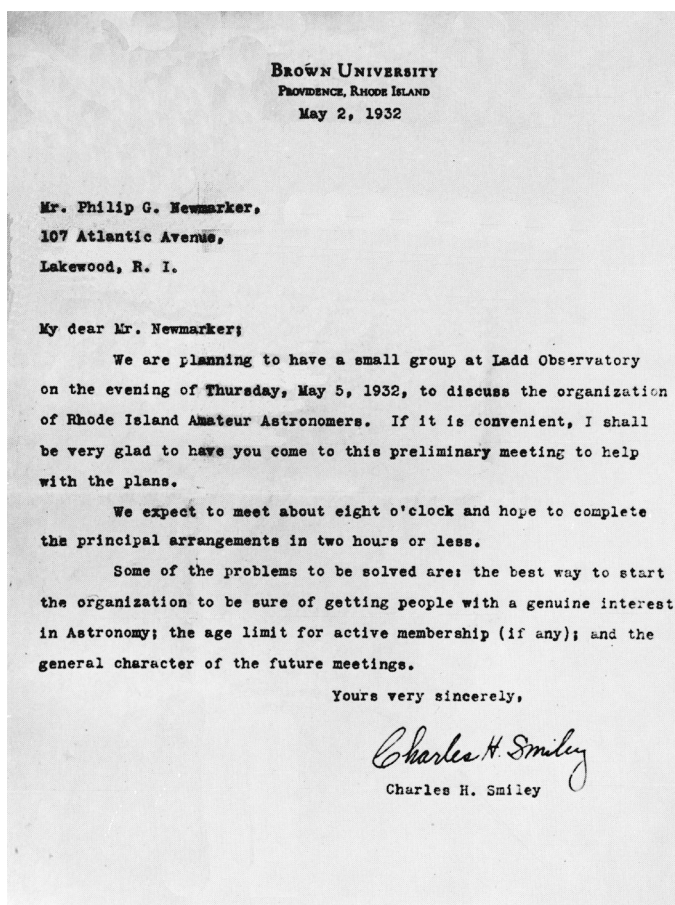 BROWN UNIVERSITY
PROVIDENCE, RHODE ISLAND
May 2, 1932
Mr. Philip G. Newmarker,
107 Atlantic Avenue,
Lakewood, R. I.
My dear Mr. Newmarker;
We are planning to have a small group at Ladd Observatory
on the evening of Thursday, May 5, 1932, to discuss the organization
of Rhode Island Amateur Astronomers. If it is convenient, I shall
be very glad to have you come to this preliminary meeting to help
with the plans.
We expect to meet about eight o'clock and hope to complete
the principal arrangements in two hours or less.
Some of the problems to be solved are: the best way to start
the organization to be sure of getting people with a genuine interest
in Astronomy; the age limit for active membership (if any); and the
general character of the future meetings.
Yours very sincerely,
Charles H. Smiley
Charles H. Smiley